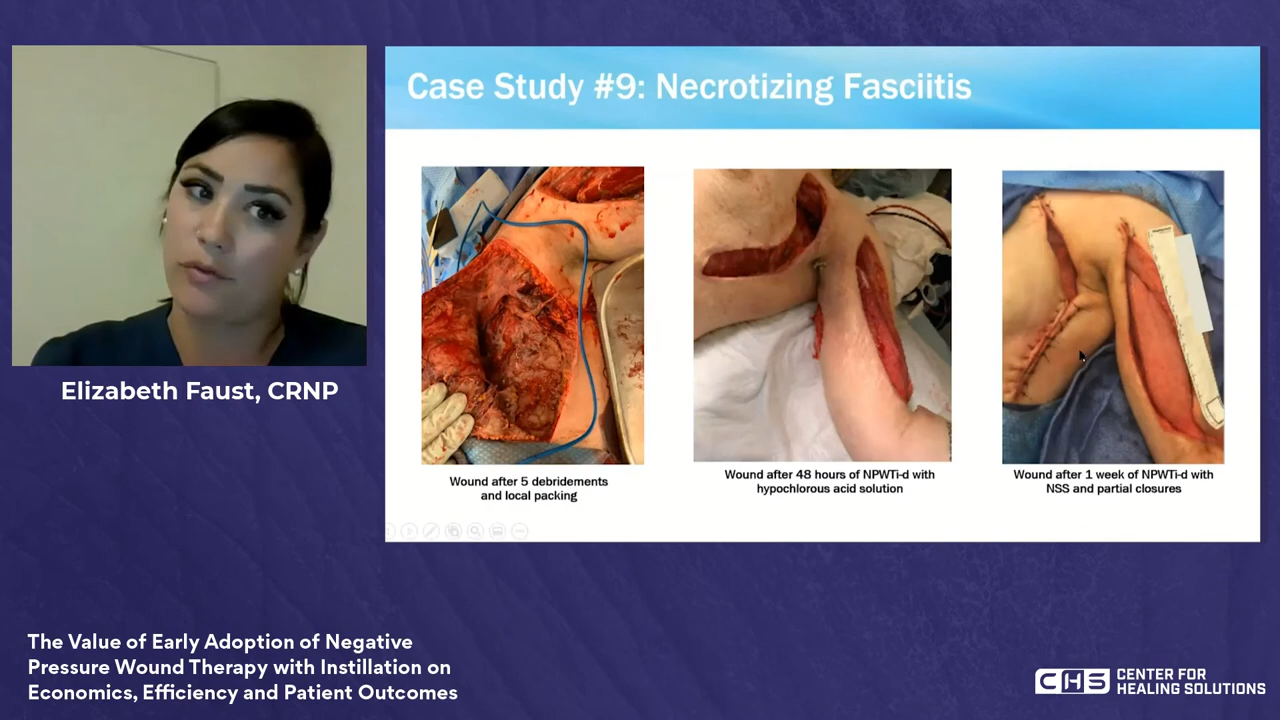 Case Study #9: Necrotizing Fasciitis
Elizabeth Faust, CRNP
Wound after 5 debridements
and local packing
Wound after 48 hours of NPWTi-d with
hypochlorous acid solution
Wound after 1 week of NPWTi-d with
NSS and partial closures
The Value of Early Adoption of Negative
Pressure Wound Therapy with Instillation on
Economics, Efficiency and Patient Outcomes
CHS
CENTER FOR
HEALING SOLUTIONS